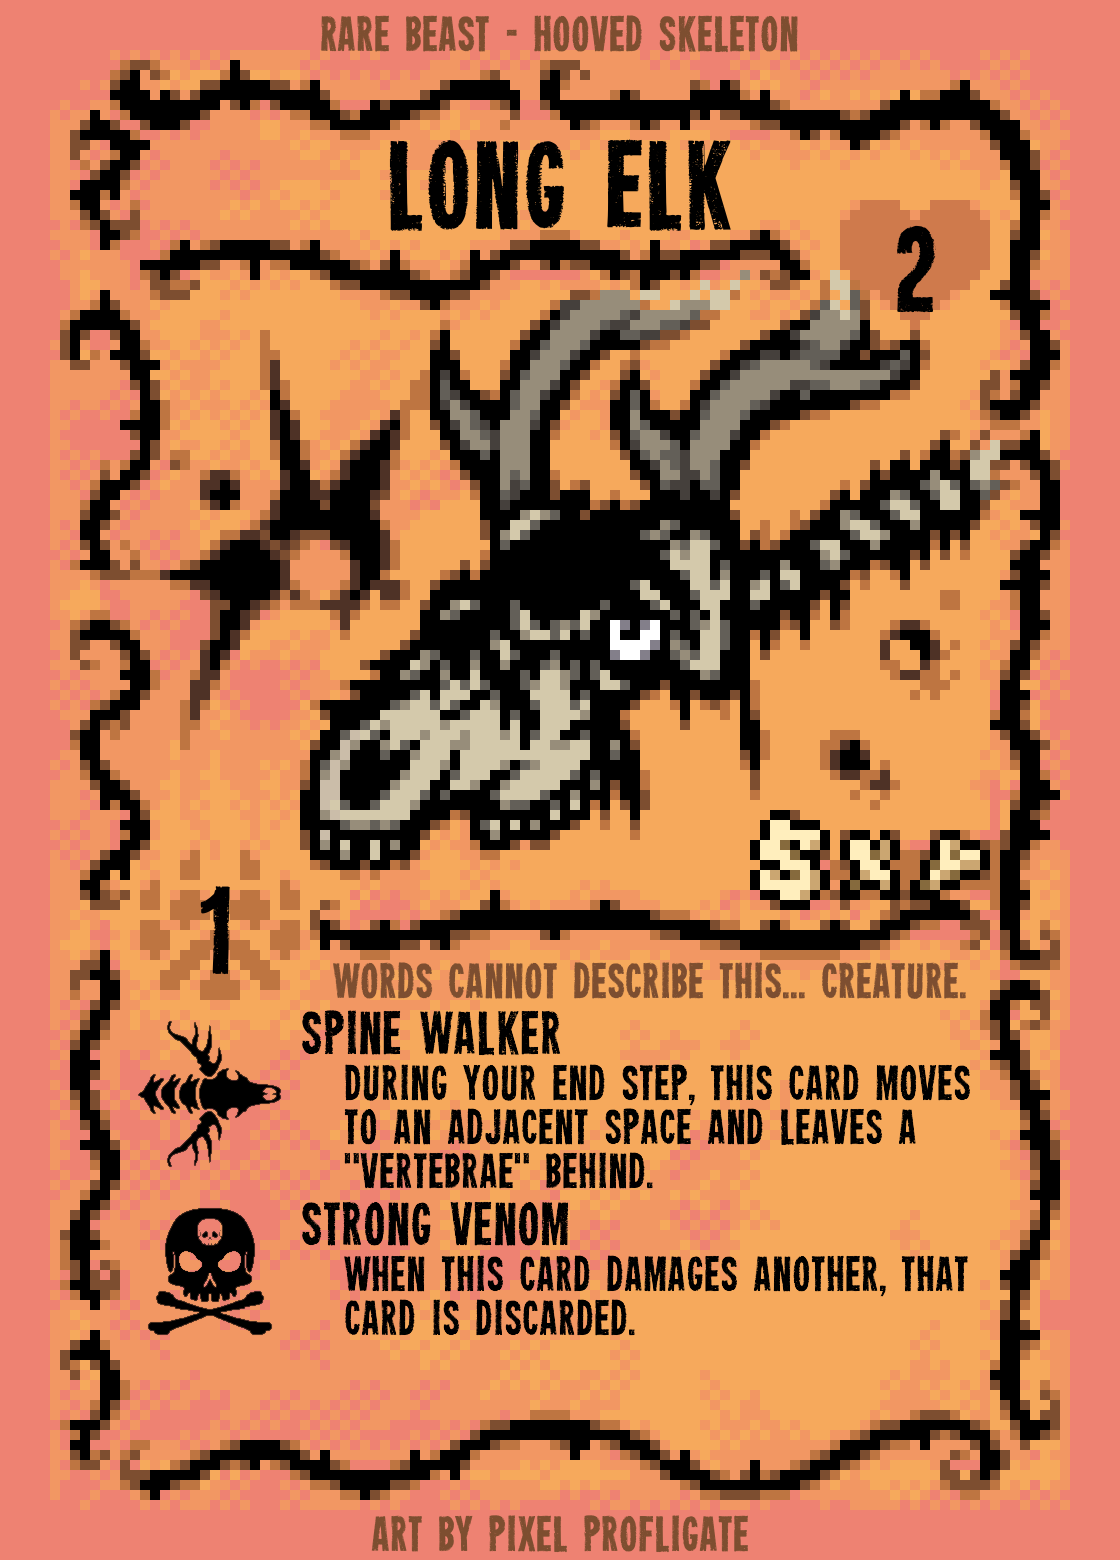 RARE BEAST - HOOVED SKELETON
LONG ELK
2
1
WORDS CANNOT DESCRIBE THIS... CREATURE.
SPINE WALKER
DURING YOUR END STEP, THIS CARD MOVES
TO AN ADJACENT SPACE AND LEAVES A
"VERTEBRAE" BEHIND.
STRONG VENOM
WHEN THIS CARD DAMAGES ANOTHER, THAT
CARD IS DISCARDED.
ART BY PIXEL PROFLIGATE